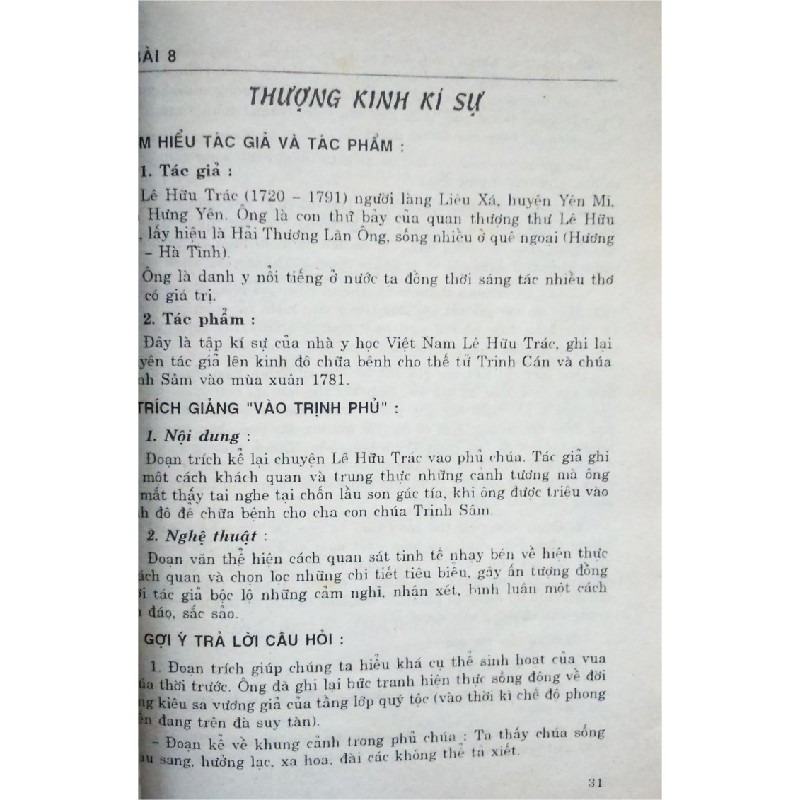 BÀI 8
THƯỢNG KINH KÍ SỰ
M HIỂU TÁC GIẢ VÀ TÁC PHẨM :
1. Tác giả :
Lê Hữu Trác (1720 – 1791) người làng Liêu Xá, huyện Yên Mĩ,
Hưng Yên. Ông là con thứ bảy của quan thượng thư Lê Hữu
, lấy hiệu là Hải Thượng Lãn Ông, sống nhiều ở quê ngoại (Hương
– Hà Tĩnh).
Ông là danh y nổi tiếng ở nước ta đồng thời sáng tác nhiều thơ
có giá trị.
2. Tác phẩm :
Đây là tập kí sự của nhà y học Việt Nam Lê Hữu Trác, ghi lại
yên tác giả lên kinh đô chữa bệnh cho thế tử Trịnh Cán và chúa
nh Sâm vào mùa xuân 1781.
TRÍCH GIẢNG "VÀO TRỊNH PHỦ" :
1. Nội dung :
Đoạn trích kể lại chuyện Lê Hữu Trác vào phủ chúa. Tác giả ghi
một cách khách quan và trung thực những cảnh tượng mà ông
mắt thấy tai nghe tại chốn lầu son gác tía, khi ông được triệu vào
h đô để chữa bệnh cho cha con chúa Trịnh Sâm.
2. Nghệ thuật :
Đoạn văn thể hiện cách quan sát tinh tế nhạy bén về hiện thực
ách quan và chọn lọc những chi tiết tiêu biểu, gây ấn tượng đồng
i tác giả bộc lộ những cảm nghĩ, nhận xét, bình luận một cách
đáo, sắc sảo.
GỢI Ý TRẢ LỜI CÂU HỎI :
1. Đoạn trích giúp chúng ta hiểu khá cụ thể sinh hoạt của vua
úa thời trước. Ông đã ghi lại bức tranh hiện thực sống động về đời
ng kiêu sa vương giả của tầng lớp quý tộc (vào thời kì chế độ phong
ến đang trên đà suy tàn).
– Đoạn kể về khung cảnh trong phủ chúa : Ta thấy chúa sống
àu sang, hưởng lạc, xa hoa, đài các không thể tả xiết.
31